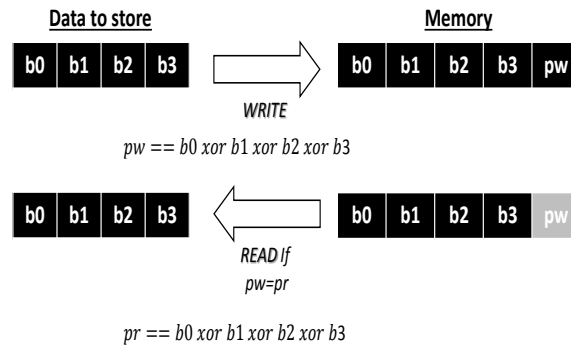 Data to store Memory
b0 b1 b2 b3 b0 b1 b2 b3 pw
WRITE
pw == b0 xor b1 xor b2 xor b3
b0 b1 b2 b3 b0 b1 b2 b3 pw
READ If
pw=pr
pr == b0 xor b1 xor b2 xor b3